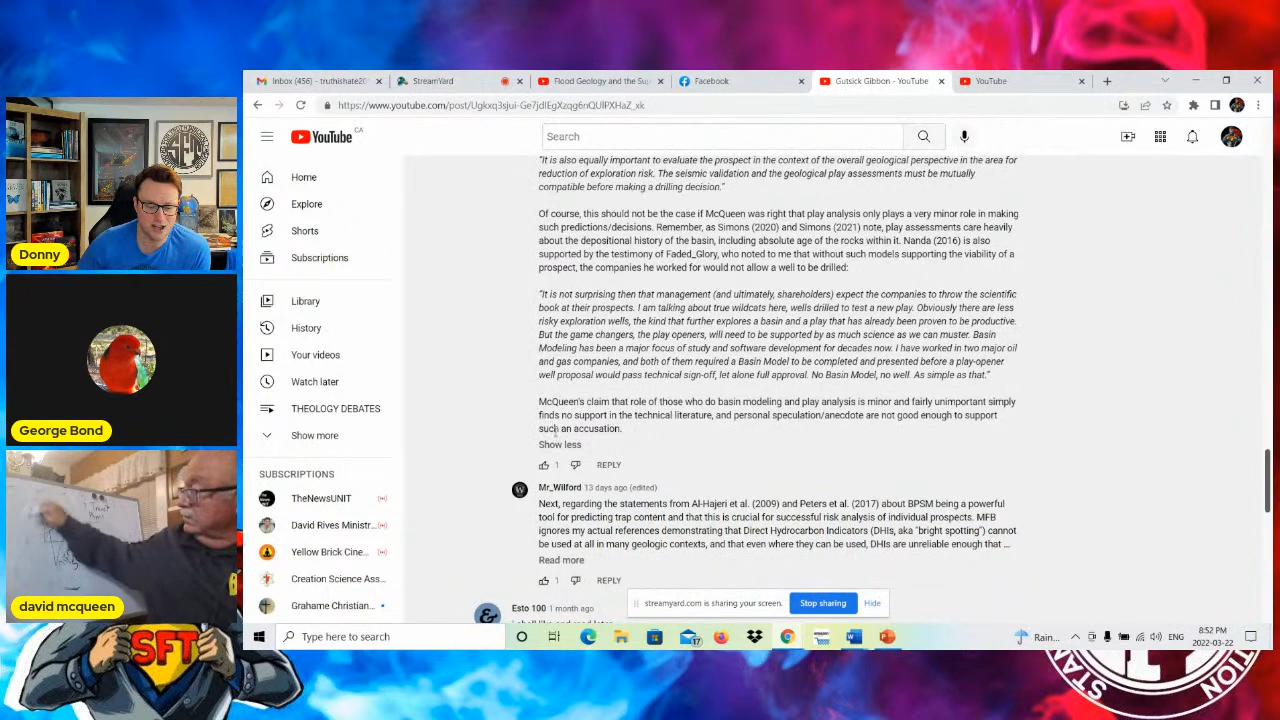 Inbox (456) - truthishate20
StreamYard
Flood Geology and the Sup
Facebook
Gutsick Gibbon - YouTube
YouTube
https://www.youtube.com/post/Ugkxq3sjui-Ge7jdIEgXzqg6nQUlPXHaZ_xk
YouTube CA
Search
Home
Explore
Shorts
Subscriptions
Library
History
Your videos
Watch later
THEOLOGY DEBATES
Show more
SUBSCRIPTIONS
TheNewsUNIT
David Rives Ministr...
Yellow Brick Cine...
Creation Science Ass...
Grahame Christian...
"It is also equally important to evaluate the prospect in the context of the overall geological perspective in the area for
reduction of exploration risk. The seismic validation and the geological play assessments must be mutually
compatible before making a drilling decision."
Of course, this should not be the case if McQueen was right that play analysis only plays a very minor role in making
such predictions/decisions. Remember, as Simons (2020) and Simons (2021) note, play assessments care heavily
about the depositional history of the basin, including absolute age of the rocks within it. Nanda (2016) is also
supported by the testimony of Faded_Glory, who noted to me that without such models supporting the viability of a
prospect, the companies he worked for would not allow a well to be drilled:
"It is not surprising then that management (and ultimately, shareholders) expect the companies to throw the scientific
book at their prospects. I am talking about true wildcats here, wells drilled to test a new play. Obviously there are less
risky exploration wells, the kind that further explores a basin and a play that has already been proven to be productive.
But the game changers, the play openers, will need to be supported by as much science as we can muster. Basin
Modeling has been a major focus of study and software development for decades now. I have worked in two major oil
and gas companies, and both of them required a Basin Model to be completed and presented before a play-opener
well proposal would pass technical sign-off, let alone full approval. No Basin Model, no well. As simple as that."
McQueen's claim that role of those who do basin modeling and play analysis is minor and fairly unimportant simply
finds no support in the technical literature, and personal speculation/anecdote are not good enough to support
such an accusation.
Show less
1 REPLY
Mr_Wilford 13 days ago (edited)
Next, regarding the statements from Al-Hajeri et al. (2009) and Peters et al. (2017) about BPSM being a powerful
tool for predicting trap content and that this is crucial for successful risk analysis of individual prospects. MFB
ignores my actual references demonstrating that Direct Hydrocarbon Indicators (DHIs, aka "bright spotting") cannot
be used at all in many geologic contexts, and that even where they can be used, DHIs are unreliable enough that ...
Read more
1 REPLY
Esto 100 1 month ago
streamyard.com is sharing your screen.
Stop sharing
Hide
Type here to search
17
Rain...
ENG
8:52 PM
2022-03-22
Donny
George Bond
david mcqueen
SFT